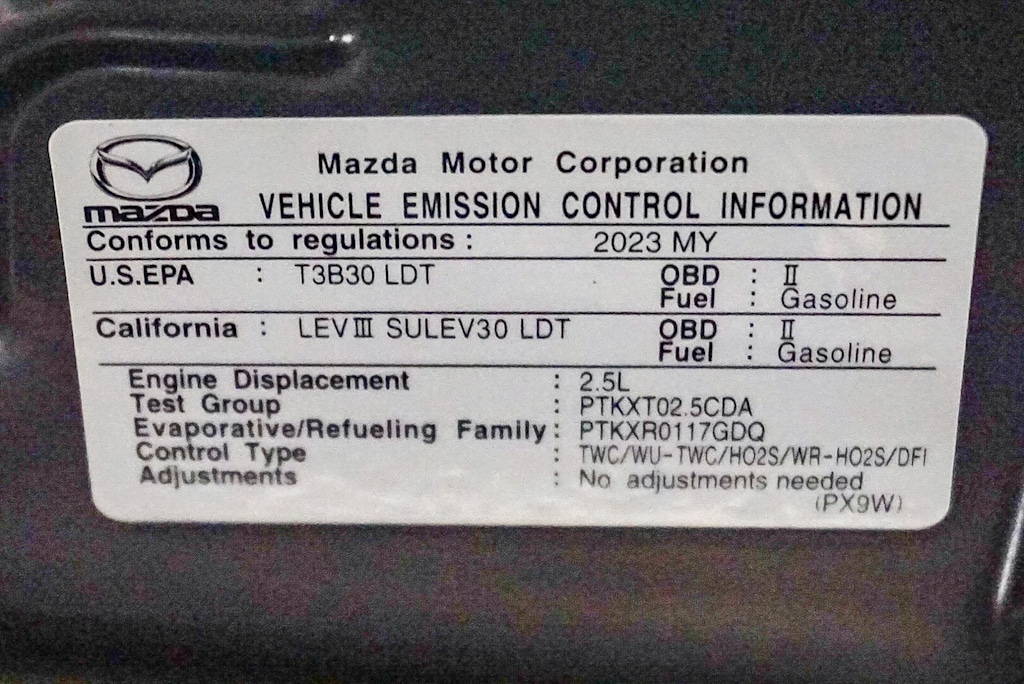 Mazda Motor Corporation
mazda VEHICLE EMISSION CONTROL INFORMATION
Conforms to regulations : 2023 MY
U.S.EPA : T3B30 LDT OBD : Ⅱ
Fuel : Gasoline
California : LEVⅢ SULEV30 LDT OBD : Ⅱ
Fuel : Gasoline
Engine Displacement : 2.5L
Test Group : PTKXT02.5CDA
Evaporative/Refueling Family : PTKXR0117GDQ
Control Type : TWC/WU-TWC/HO2S/WR-HO2S/DFI
Adjustments : No adjustments needed
(PX9W)